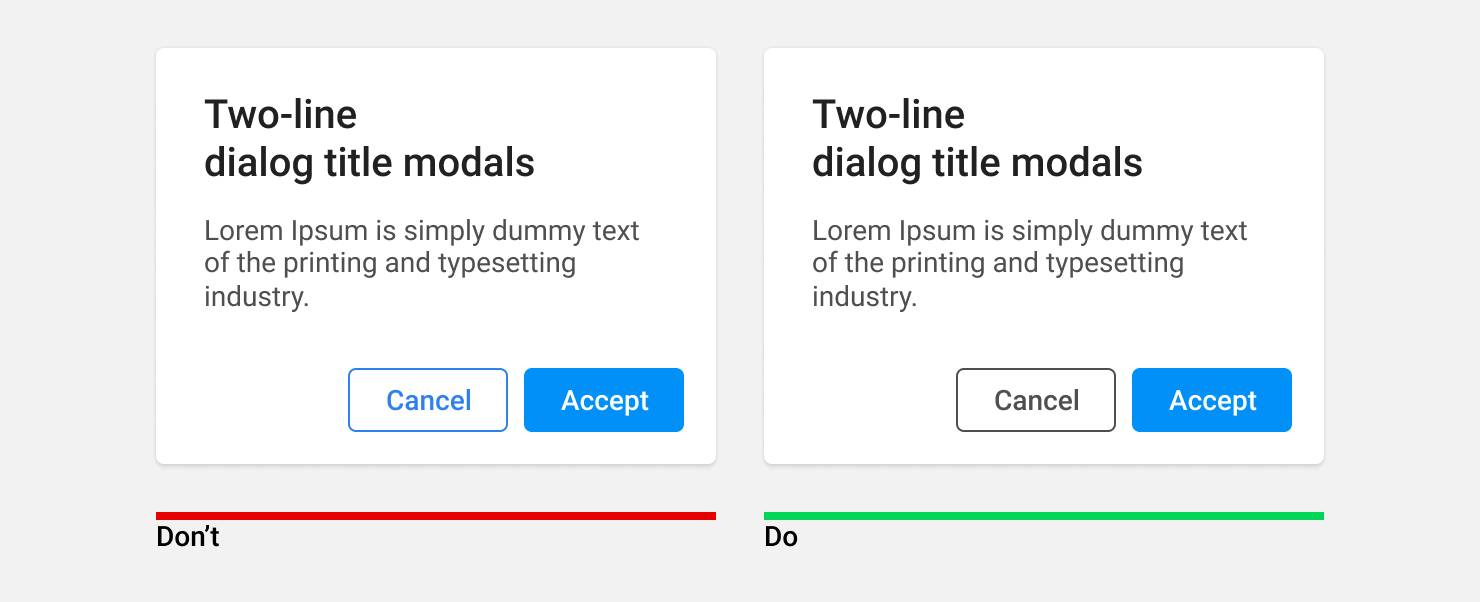 Two-line
dialog title modals
Lorem Ipsum is simply dummy text
of the printing and typesetting
industry.
Cancel
Accept
Don’t
Two-line
dialog title modals
Lorem Ipsum is simply dummy text
of the printing and typesetting
industry.
Cancel
Accept
Do